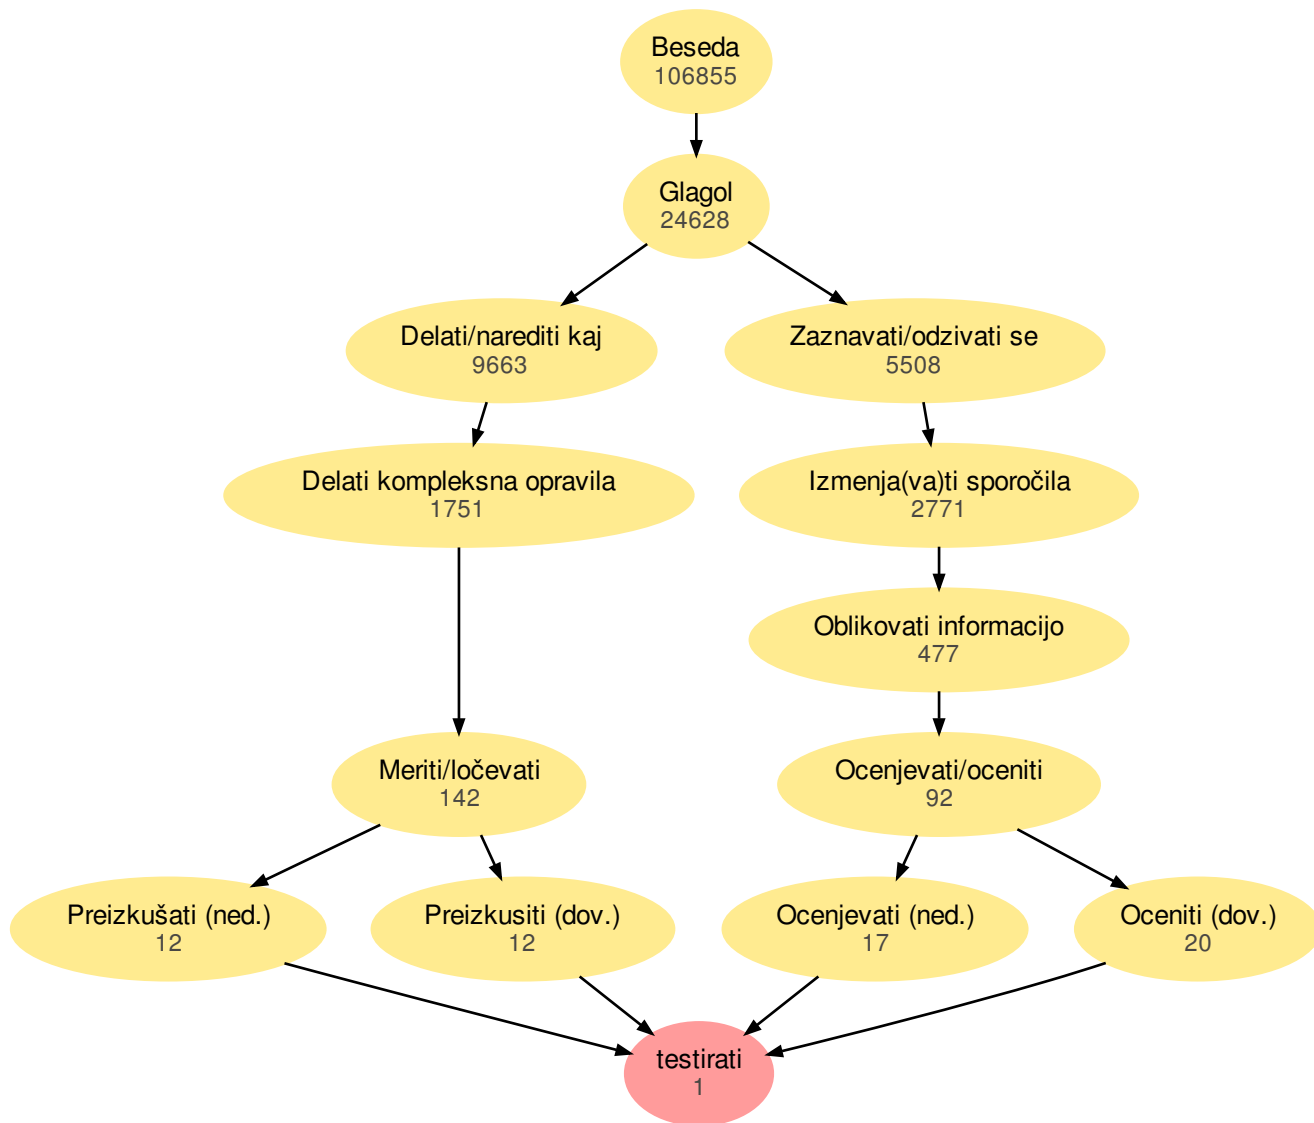 Beseda
106855
Glagol
24628
Delati/narediti kaj
9663
Zaznavati/odzivati se
5508
Delati kompleksna opravila
1751
Izmenja(va)ti sporočila
2771
Oblikovati informacijo
477
Meriti/ločevati
142
Ocenjevati/oceniti
92
Preizkušati (ned.)
12
Preizkusiti (dov.)
12
Ocenjevati (ned.)
17
Oceniti (dov.)
20
testirati
1